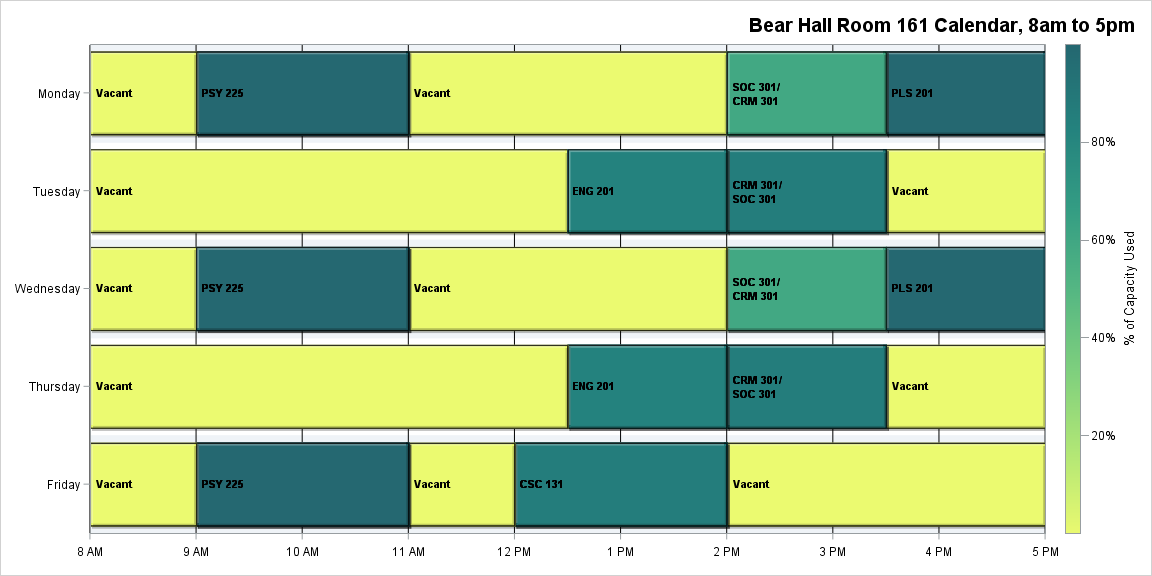 Bear Hall Room 161 Calendar, 8am to 5pm
Monday
Vacant
PSY 225
Vacant
SOC 301/
CRM 301
PLS 201
Tuesday
Vacant
ENG 201
CRM 301/
SOC 301
Vacant
Wednesday
Vacant
PSY 225
Vacant
SOC 301/
CRM 301
PLS 201
Thursday
Vacant
ENG 201
CRM 301/
SOC 301
Vacant
Friday
Vacant
PSY 225
Vacant
CSC 131
Vacant
8 AM
9 AM
10 AM
11 AM
12 PM
1 PM
2 PM
3 PM
4 PM
5 PM
80%
60%
40%
20%
% of Capacity Used